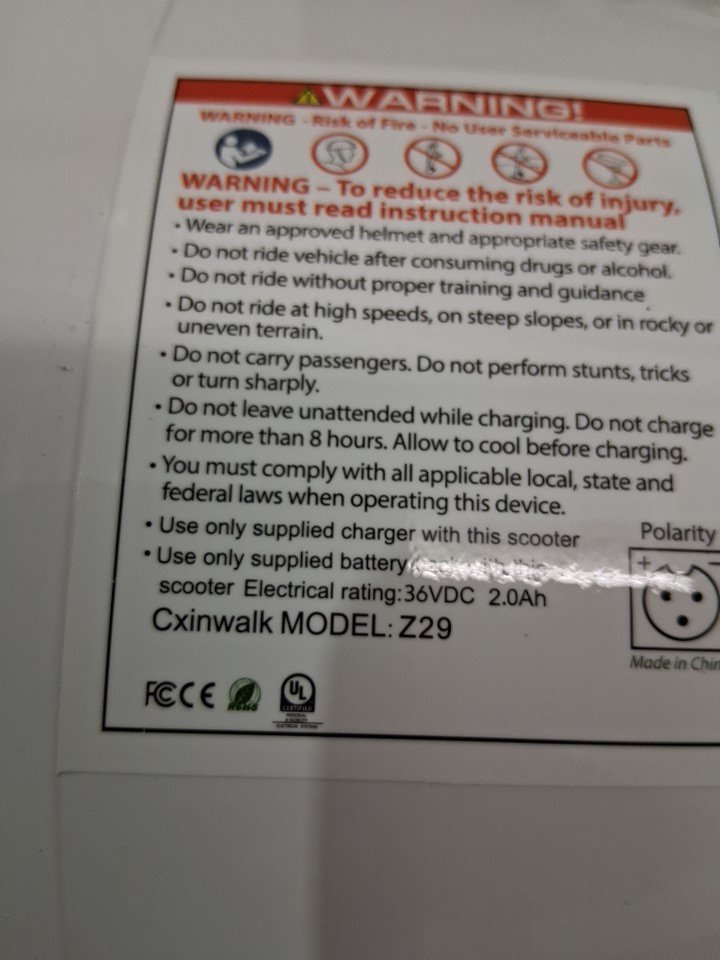 WARNING!
WARNING - Risk of Fire - No User Serviceable Parts
WARNING – To reduce the risk of injury,
user must read instruction manual
• Wear an approved helmet and appropriate safety gear.
• Do not ride vehicle after consuming drugs or alcohol.
• Do not ride without proper training and guidance
• Do not ride at high speeds, on steep slopes, or in rocky or
uneven terrain.
• Do not carry passengers. Do not perform stunts, tricks
or turn sharply.
• Do not leave unattended while charging. Do not charge
for more than 8 hours. Allow to cool before charging.
• You must comply with all applicable local, state and
federal laws when operating this device.
• Use only supplied charger with this scooter
• Use only supplied battery
scooter Electrical rating:36VDC 2.0Ah
Cxinwalk MODEL: Z29
Polarity
+ −
Made in
FC CE RoHS UL
CERTIFIED